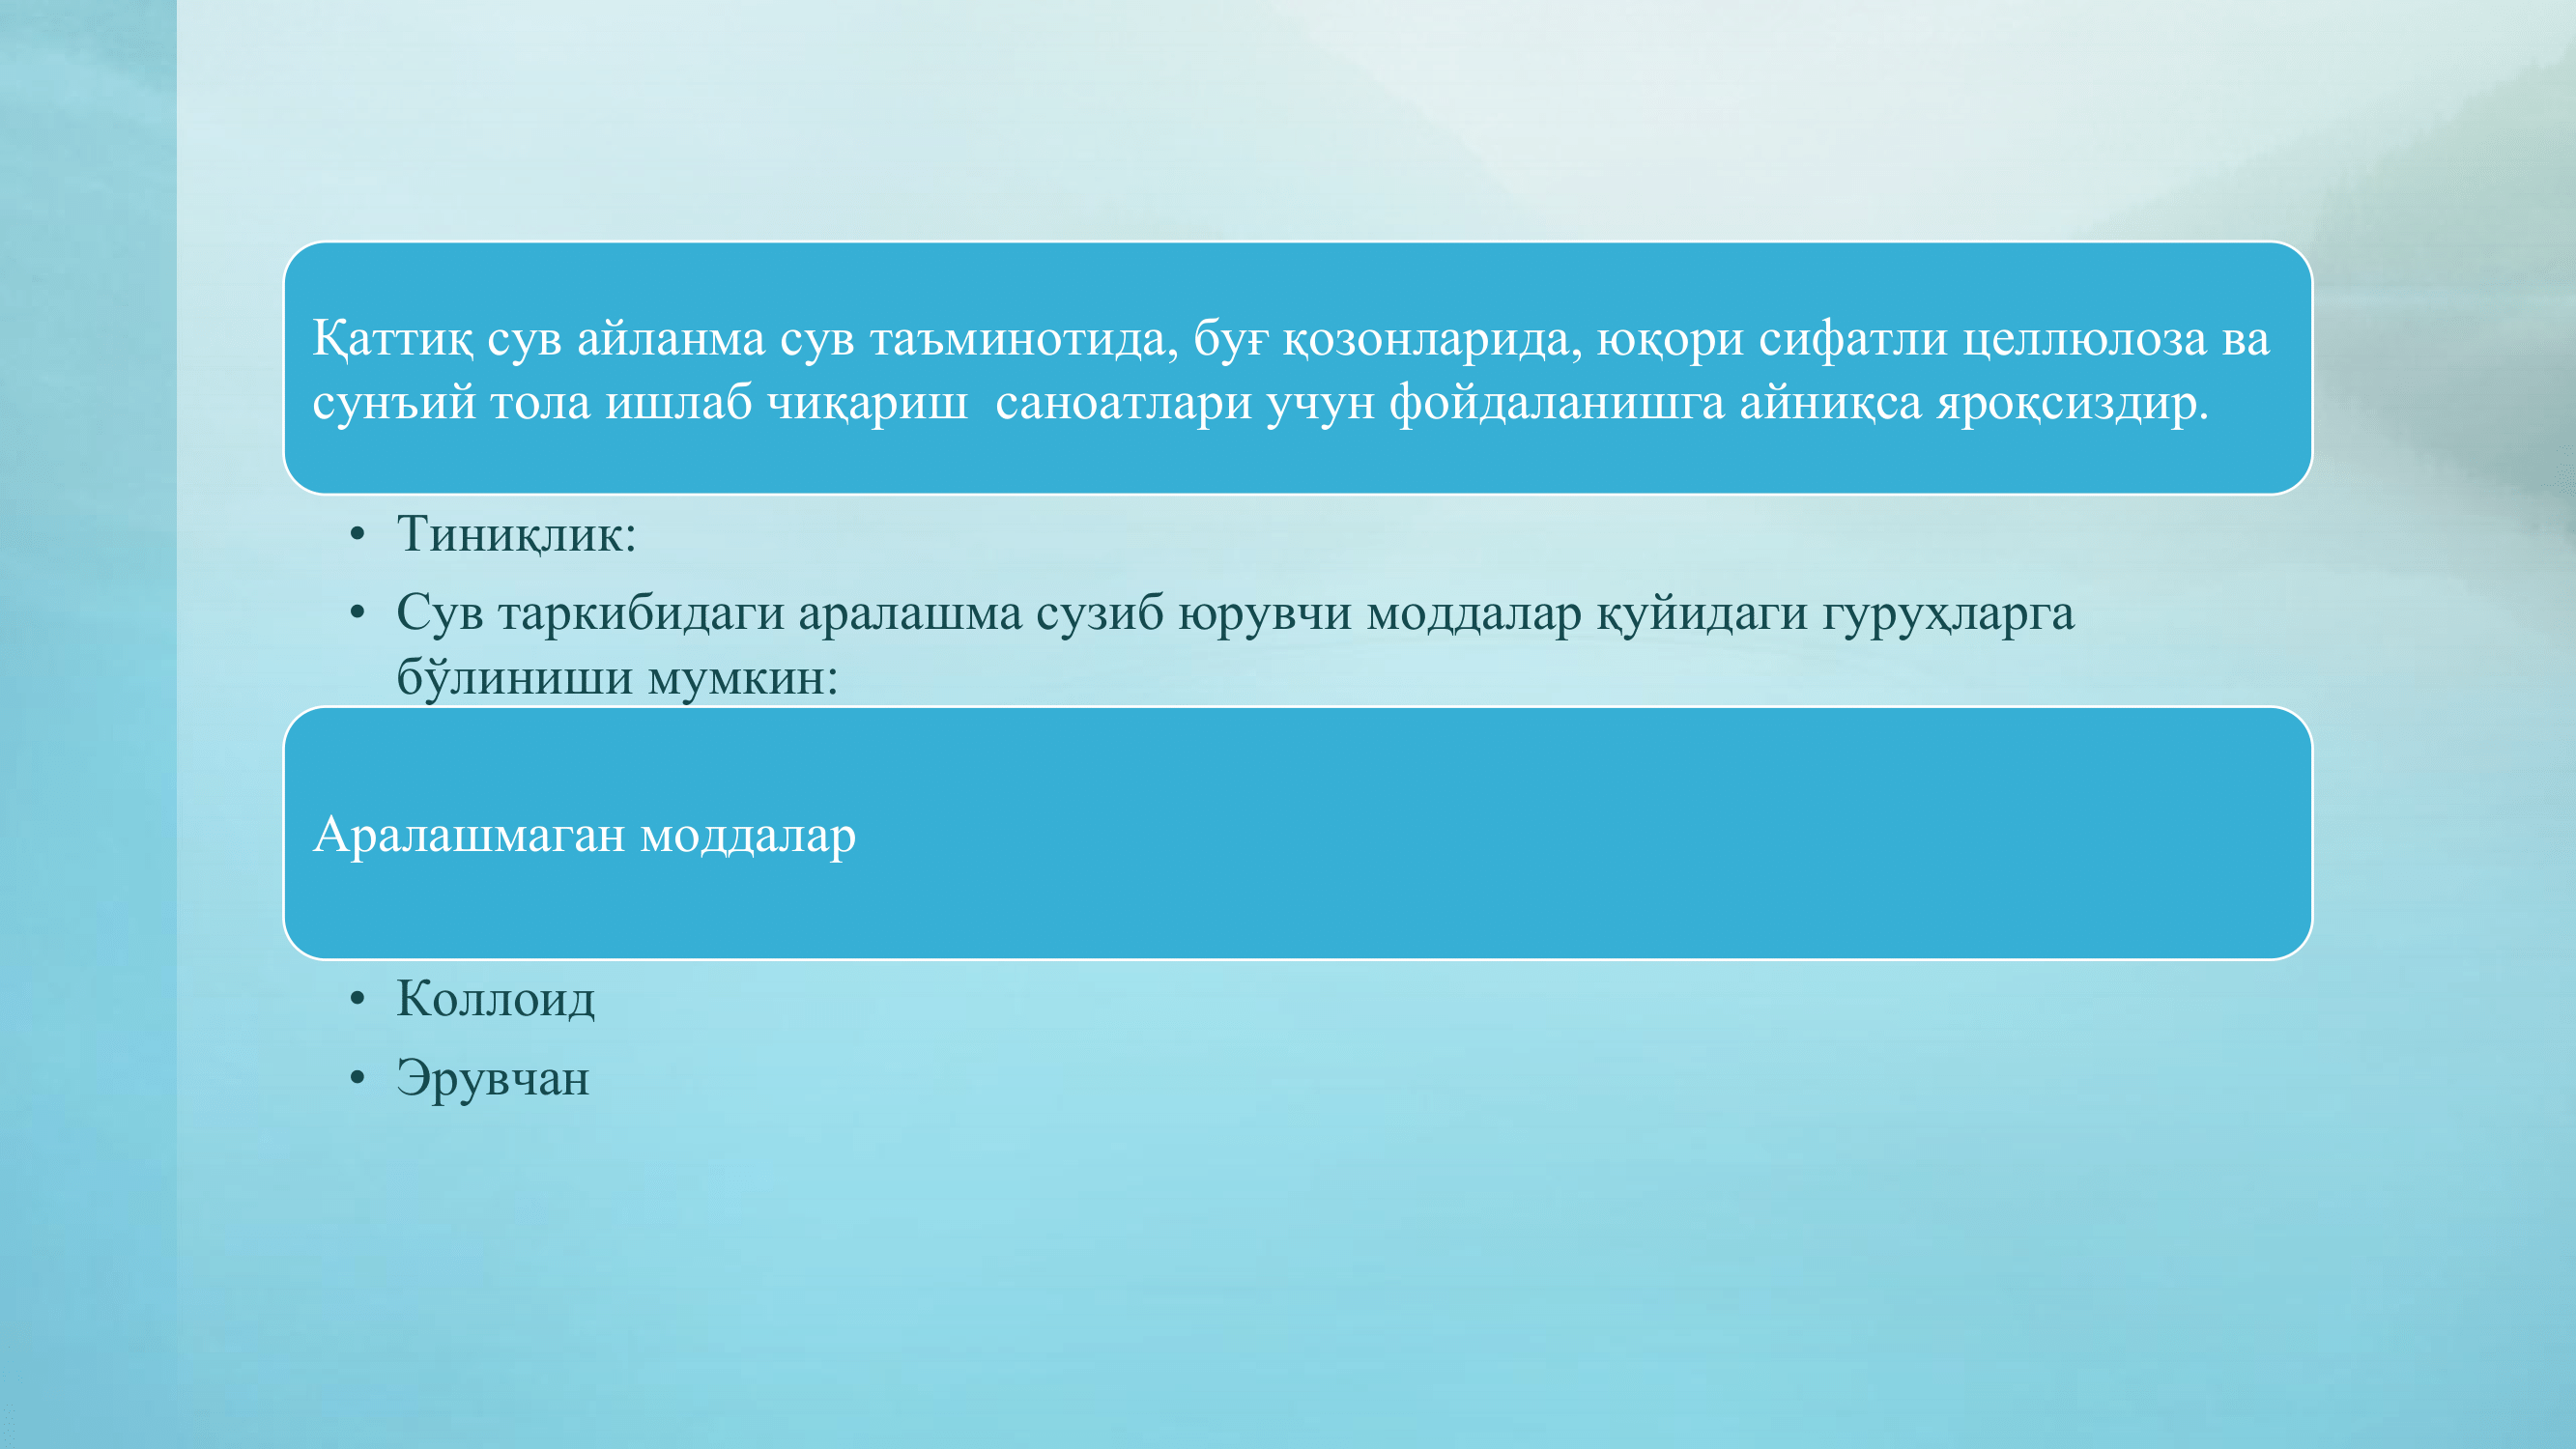 Қаттиқ сув айланма сув таъминотида, буғ қозонларида, юқори сифатли целлюлоза ва
сунъий тола ишлаб чиқариш  саноатлари учун фойдаланишга айниқса яроқсиздир.
• Тиниқлик:
• Сув таркибидаги аралашма сузиб юрувчи моддалар қуйидаги гуруҳларга
бўлиниши мумкин:
Аралашмаган моддалар
• Коллоид
• Эрувчан